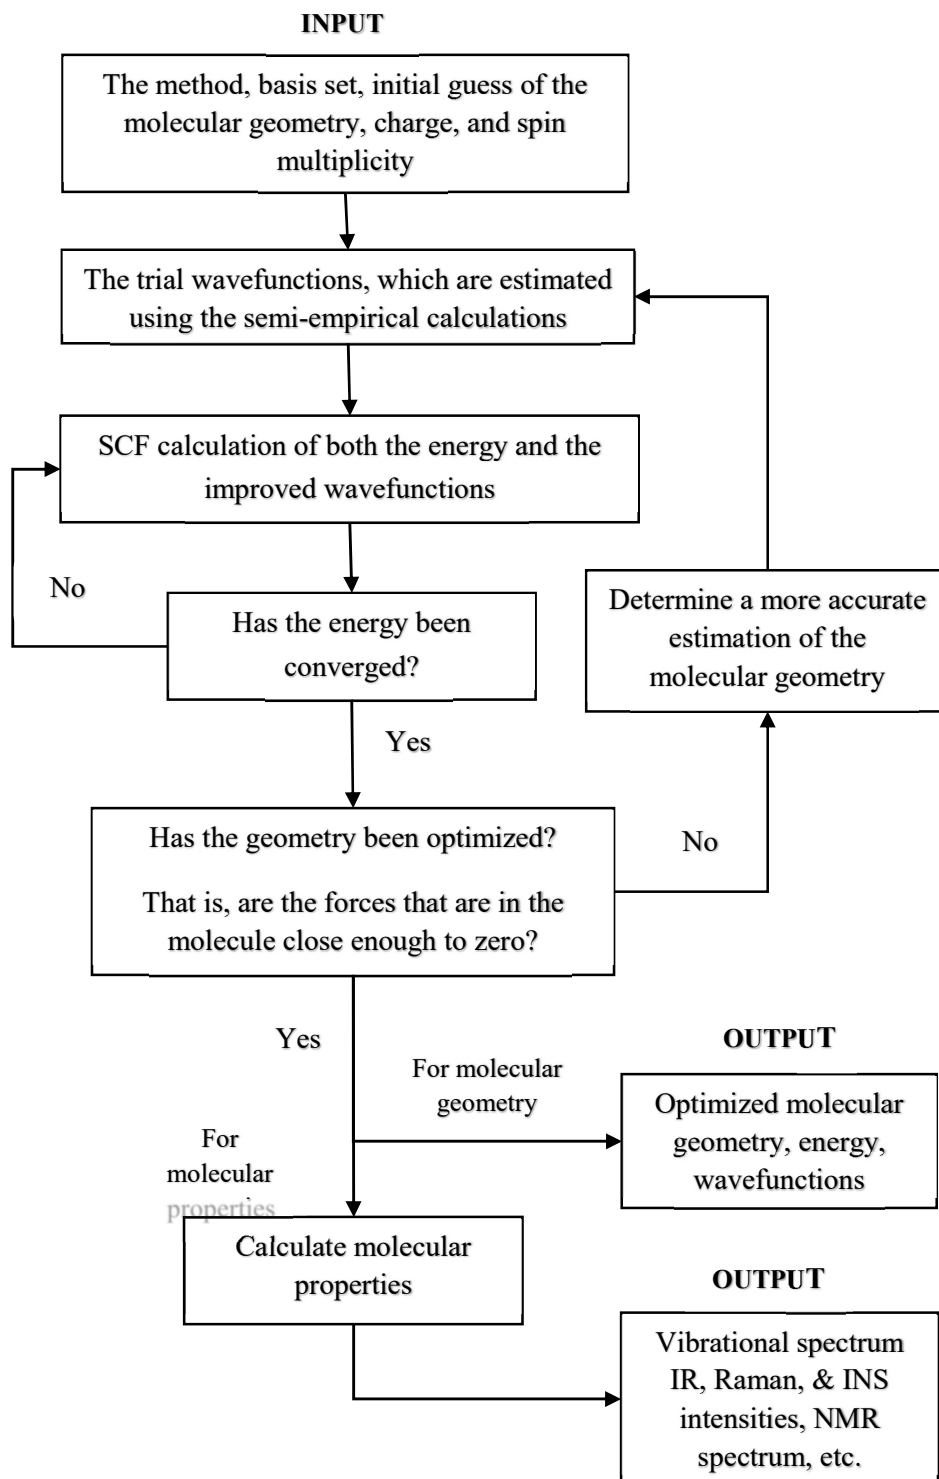 INPUT
The method, basis set, initial guess of the
molecular geometry, charge, and spin
multiplicity
The trial wavefunctions, which are estimated
using the semi-empirical calculations
SCF calculation of both the energy and the
improved wavefunctions
No
Has the energy been
converged?
Determine a more accurate
estimation of the
molecular geometry
Yes
Has the geometry been optimized?
That is, are the forces that are in the
molecule close enough to zero?
No
Yes
For molecular
geometry
OUTPUT
Optimized molecular
geometry, energy,
wavefunctions
For
molecular
properties
Calculate molecular
properties
OUTPUT
Vibrational spectrum
IR, Raman, & INS
intensities, NMR
spectrum, etc.